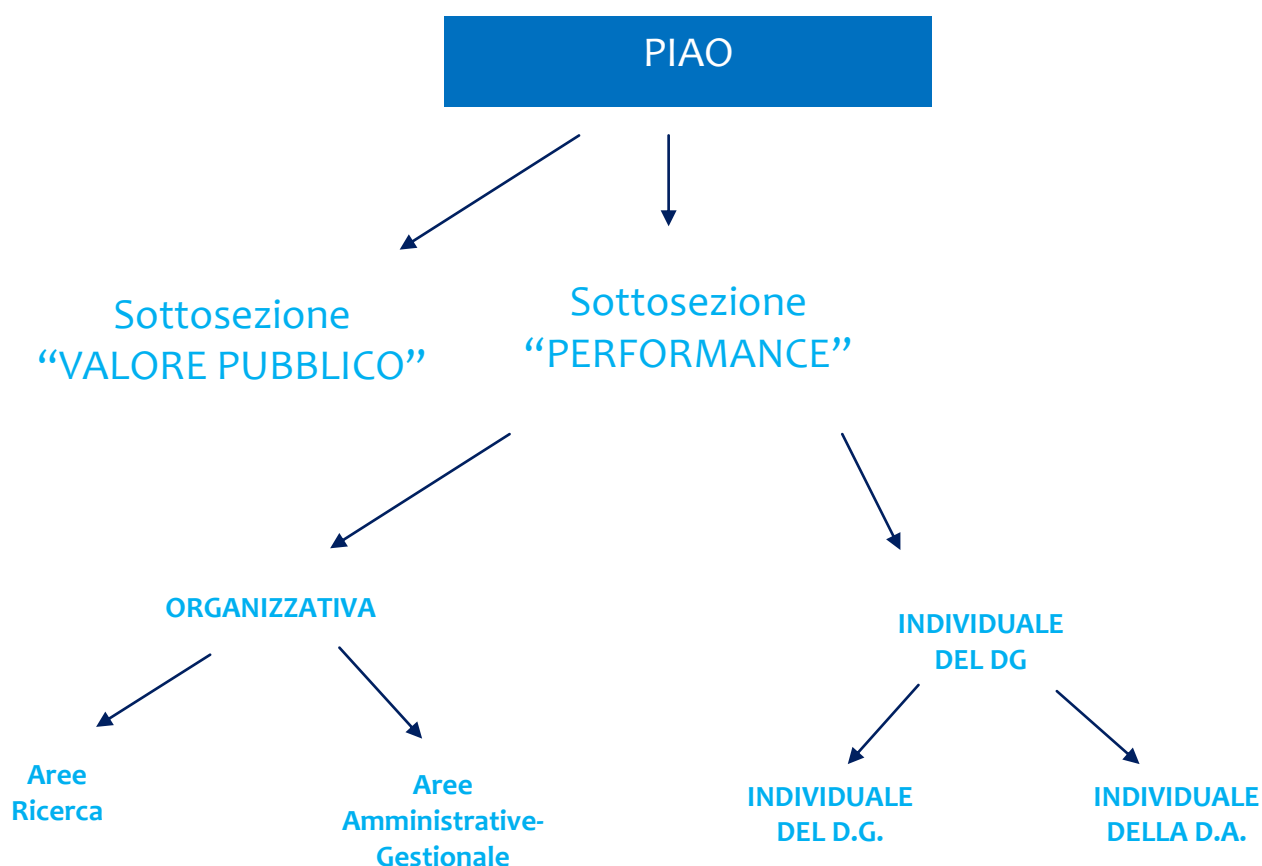 PIAO
Sottosezione
“VALORE PUBBLICO”
Sottosezione
“PERFORMANCE”
ORGANIZZATIVA
INDIVIDUALE
DEL DG
Aree
Ricerca
Aree
Amministrative-
Gestionale
INDIVIDUALE
DEL D.G.
INDIVIDUALE
DELLA D.A.